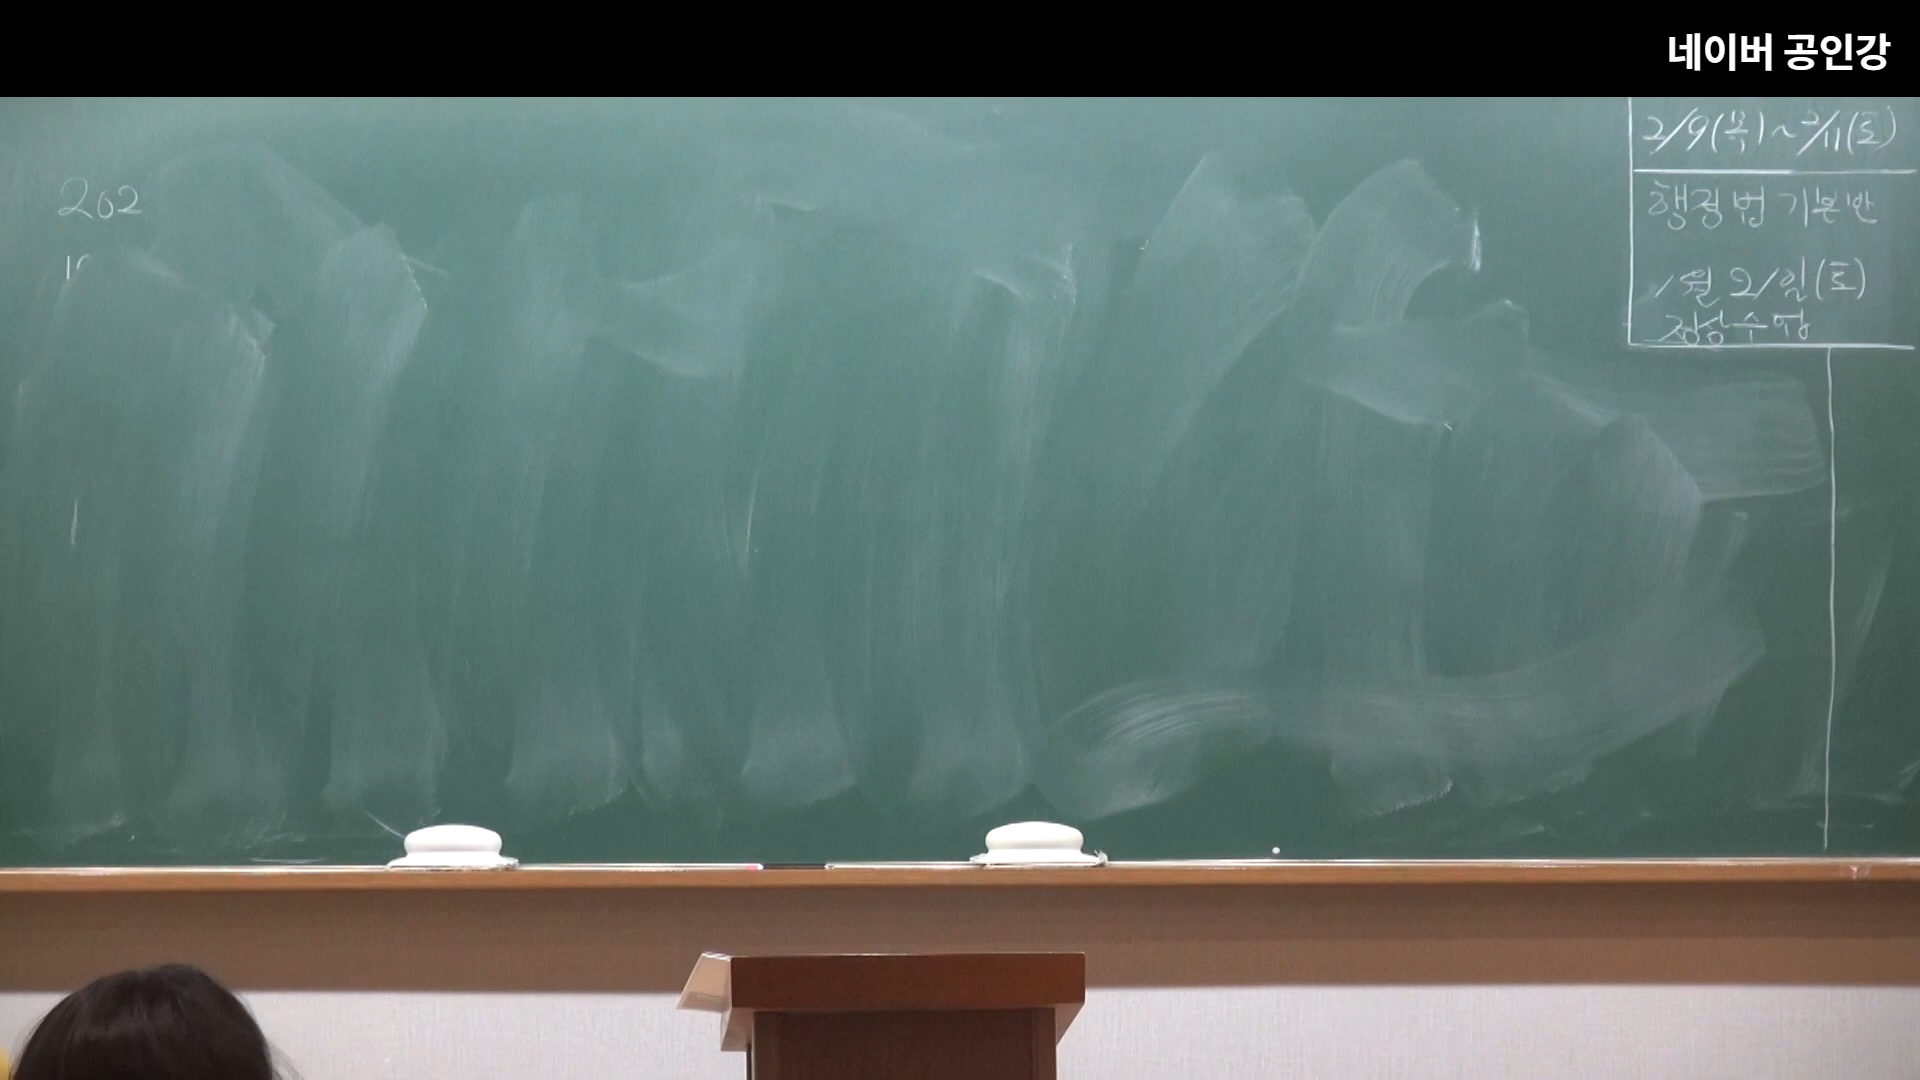 네이버 공인강
2/9(목)~2/11(토)
행정법 기본반
1월 21일(토)
정상수업
202